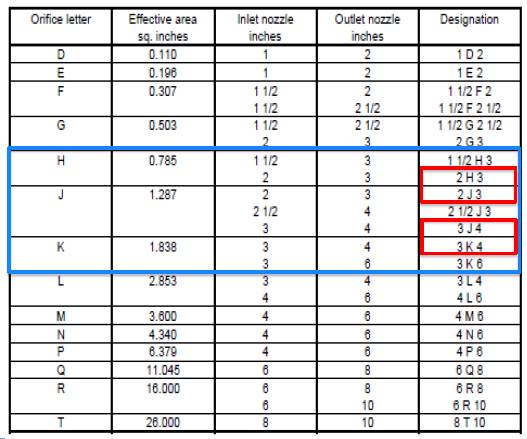 Orifice letter Effective area Inlet nozzle Outlet nozzle Designation
sq. inches inches inches
D 0.110 1 2 1 D 2
E 0.196 1 2 1 E 2
F 0.307 1 1/2 2 1 1/2 F 2
1 1/2 2 1/2 1 1/2 F 2 1/2
G 0.503 1 1/2 2 1/2 1 1/2 G 2 1/2
2 3 2 G 3
H 0.785 1 1/2 3 1 1/2 H 3
2 3 2 H 3
J 1.287 2 3 2 J 3
2 1/2 4 2 1/2 J 3
3 4 3 J 4
K 1.838 3 4 3 K 4
3 6 3 K 6
L 2.853 3 4 3 L 4
4 6 4 L 6
M 3.600 4 6 4 M 6
N 4.340 4 6 4 N 6
P 6.379 4 6 4 P 6
Q 11.045 6 8 6 Q 8
R 16.000 6 8 6 R 8
6 10 6 R 10
T 26.000 8 10 8 T 10